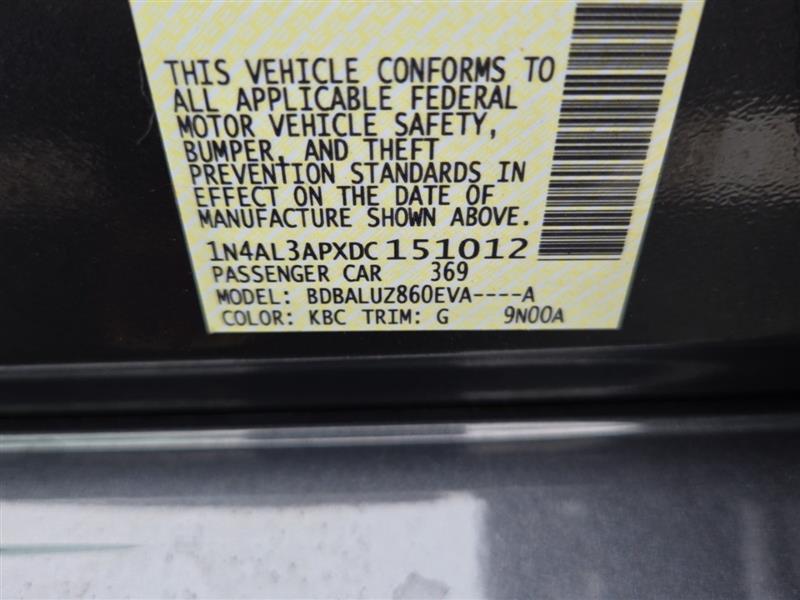 THIS VEHICLE CONFORMS TO
ALL APPLICABLE FEDERAL
MOTOR VEHICLE SAFETY,
BUMPER, AND THEFT
PREVENTION STANDARDS IN
EFFECT ON THE DATE OF
MANUFACTURE SHOWN ABOVE.
1N4AL3APXDC151012
PASSENGER CAR 369
MODEL: BDBALUZ860EVA----A
COLOR: KBC TRIM: G 9N00A